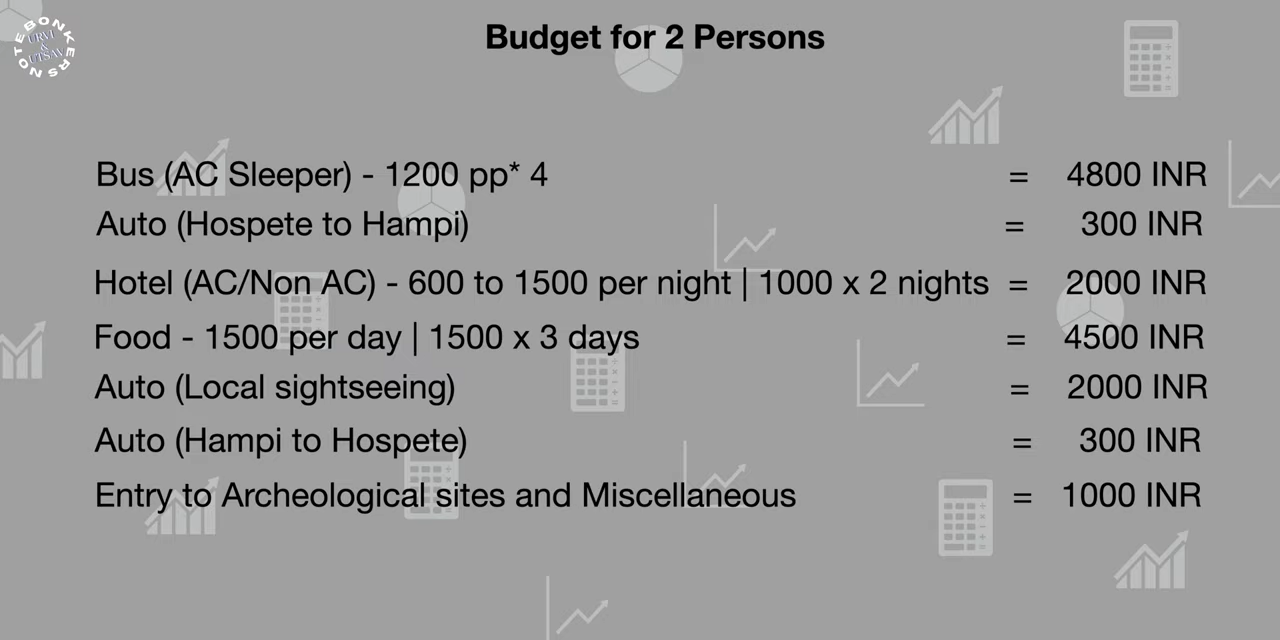 NOTEBONKERS
URVI
&
UTSAV
Budget for 2 Persons
Bus (AC Sleeper) - 1200 pp* 4 = 4800 INR
Auto (Hospete to Hampi) = 300 INR
Hotel (AC/Non AC) - 600 to 1500 per night | 1000 x 2 nights = 2000 INR
Food - 1500 per day | 1500 x 3 days = 4500 INR
Auto (Local sightseeing) = 2000 INR
Auto (Hampi to Hospete) = 300 INR
Entry to Archeological sites and Miscellaneous = 1000 INR